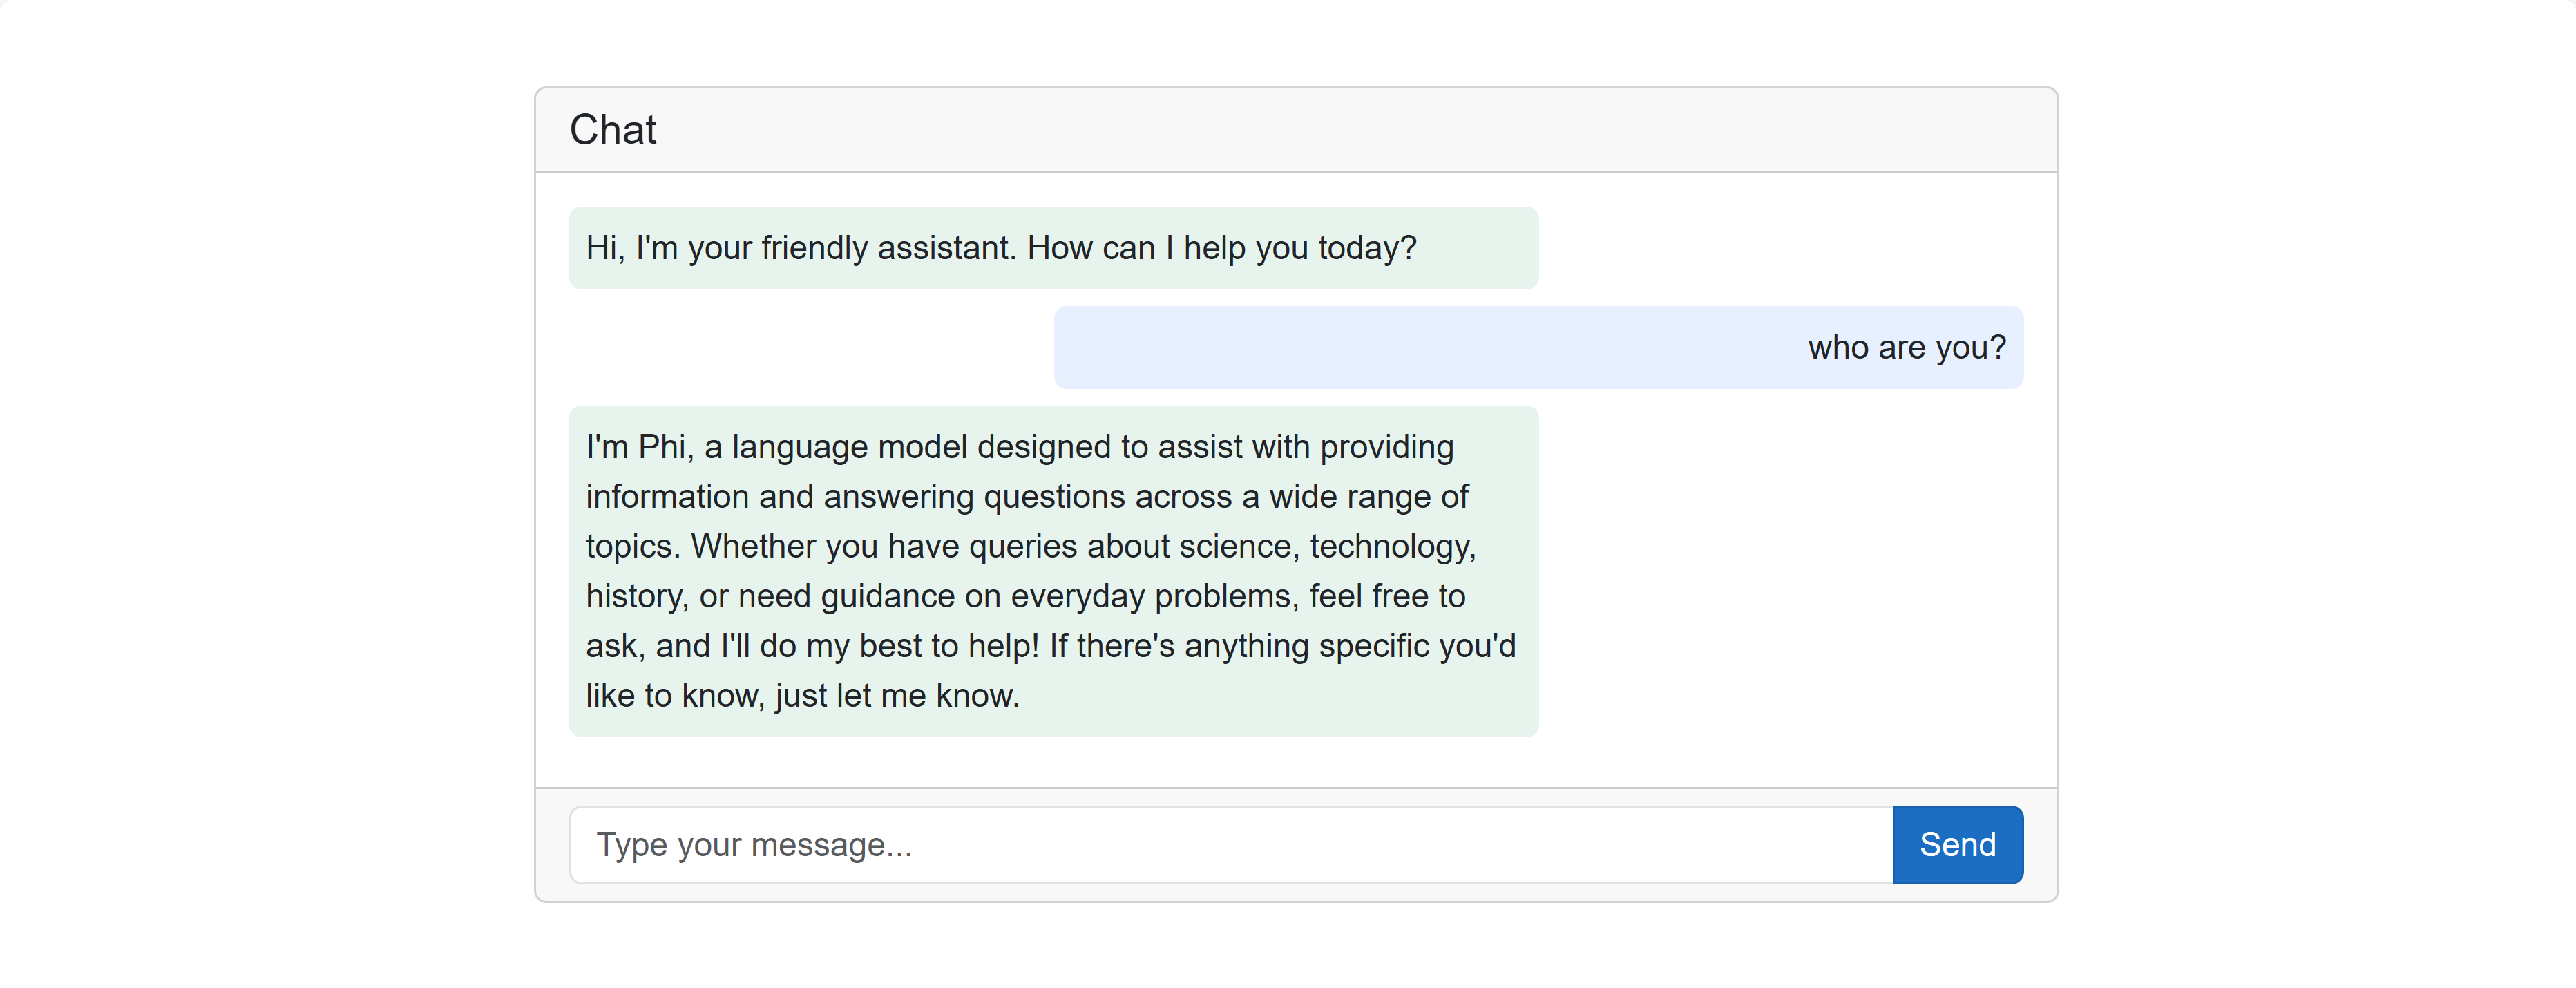 Chat
Hi, I'm your friendly assistant. How can I help you today?
who are you?
I'm Phi, a language model designed to assist with providing
information and answering questions across a wide range of
topics. Whether you have queries about science, technology,
history, or need guidance on everyday problems, feel free to
ask, and I'll do my best to help! If there's anything specific you'd
like to know, just let me know.
Type your message...
Send